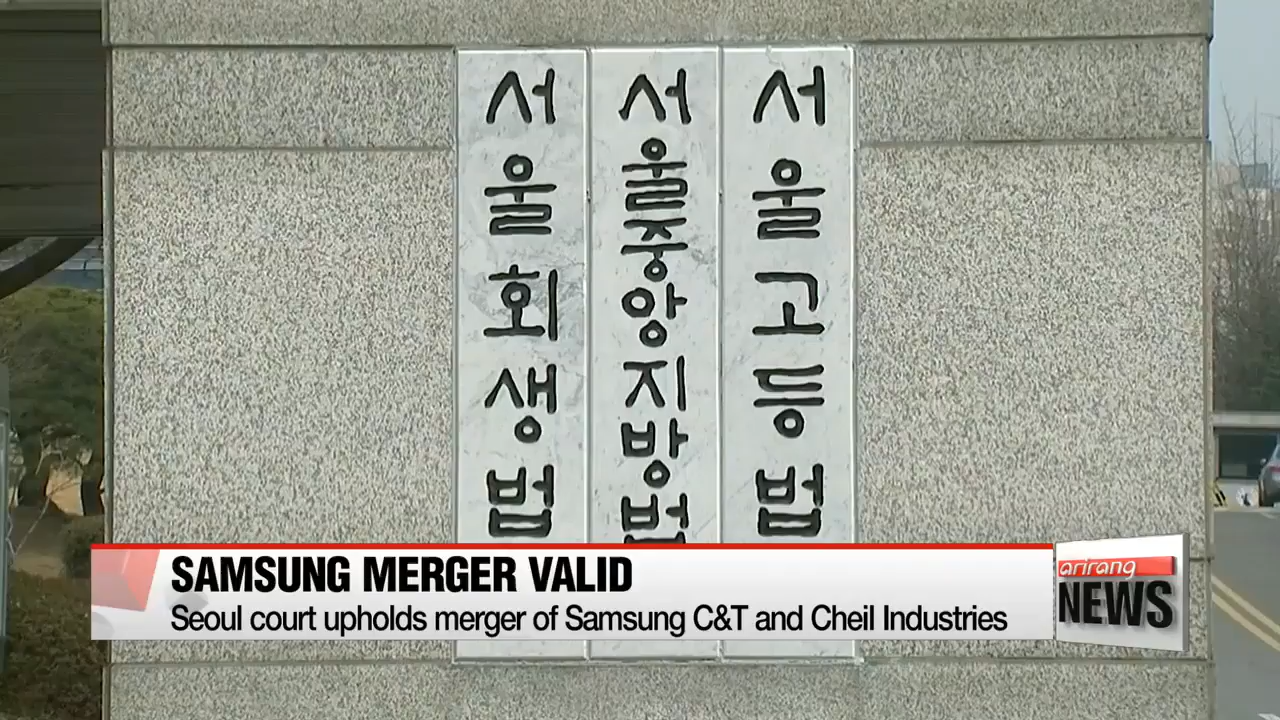 서울회생법
서울중앙지방법
서울고등법
SAMSUNG MERGER VALID
Seoul court upholds merger of Samsung C&T and Cheil Industries
arirang
NEWS